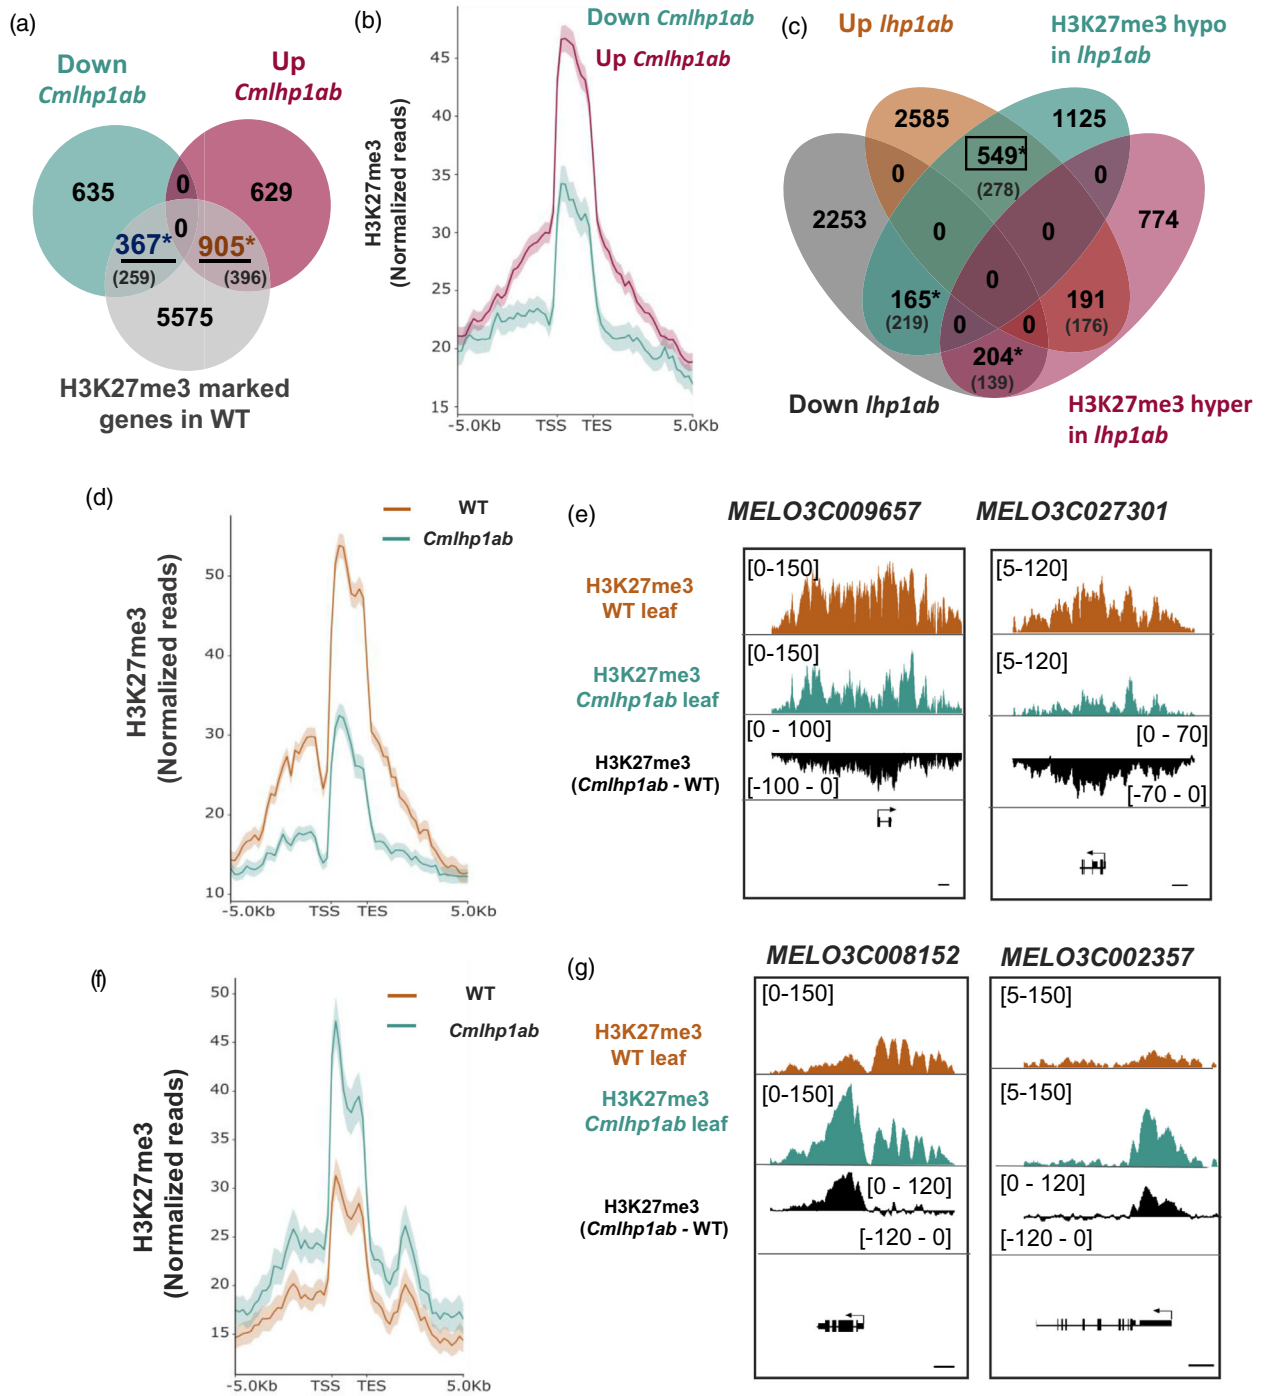 (a)
Down
Cmlhp1ab
Up
Cmlhp1ab
635
0
629
0
367*
905*
(259)
(396)
5575
H3K27me3 marked
genes in WT
(b)
Down Cmlhp1ab
Up Cmlhp1ab
H3K27me3
(Normalized reads)
45
40
35
30
25
20
15
-5.0Kb
TSS
TES
5.0Kb
(c)
Up lhp1ab
H3K27me3 hypo
in lhp1ab
2585
1125
549*
(278)
0
0
2253
774
0
0
0
165*
(219)
191
(176)
0
0
204*
(139)
Down lhp1ab
H3K27me3 hyper
in lhp1ab
(d)
WT
Cmlhp1ab
H3K27me3
(Normalized reads)
50
40
30
20
10
-5.0Kb
TSS
TES
5.0Kb
(e)
MELO3C009657
MELO3C027301
H3K27me3
WT leaf
[0-150]
[5-120]
H3K27me3
Cmlhp1ab leaf
[0-150]
[5-120]
H3K27me3
(Cmlhp1ab - WT)
[0 - 100]
[-100 - 0]
[0 - 70]
[-70 - 0]
(f)
WT
Cmlhp1ab
H3K27me3
(Normalized reads)
50
45
40
35
30
25
20
15
-5.0Kb
TSS
TES
5.0Kb
(g)
MELO3C008152
MELO3C002357
H3K27me3
WT leaf
[0-150]
[5-150]
H3K27me3
Cmlhp1ab leaf
[0-150]
[5-150]
H3K27me3
(Cmlhp1ab - WT)
[0 - 120]
[-120 - 0]
[0 - 120]
[-120 - 0]